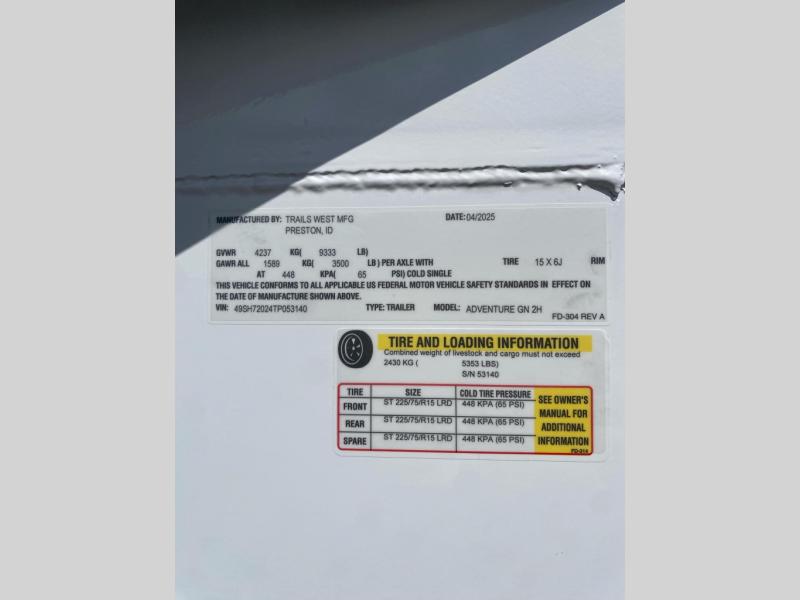 MANUFACTURED BY: TRAILS WEST MFG DATE: 04/2025
PRESTON, ID
GVWR 4237 KG( 9333 LB)
GAWR ALL 1589 KG( 3500 LB) PER AXLE WITH TIRE 15 X 6J RIM
AT 448 KPA( 65 PSI) COLD SINGLE
THIS VEHICLE CONFORMS TO ALL APPLICABLE US FEDERAL MOTOR VEHICLE SAFETY STANDARDS IN EFFECT ON
THE DATE OF MANUFACTURE SHOWN ABOVE.
VIN: 49SH72024TP053140 TYPE: TRAILER MODEL: ADVENTURE GN 2H
FD-304 REV A
TIRE AND LOADING INFORMATION
Combined weight of livestock and cargo must not exceed
2430 KG ( 5353 LBS)
S/N 53140
TIRE SIZE COLD TIRE PRESSURE
FRONT ST 225/75/R15 LRD 448 KPA (65 PSI)
REAR ST 225/75/R15 LRD 448 KPA (65 PSI)
SPARE ST 225/75/R15 LRD 448 KPA (65 PSI)
SEE OWNER'S
MANUAL FOR
ADDITIONAL
INFORMATION
FD-314